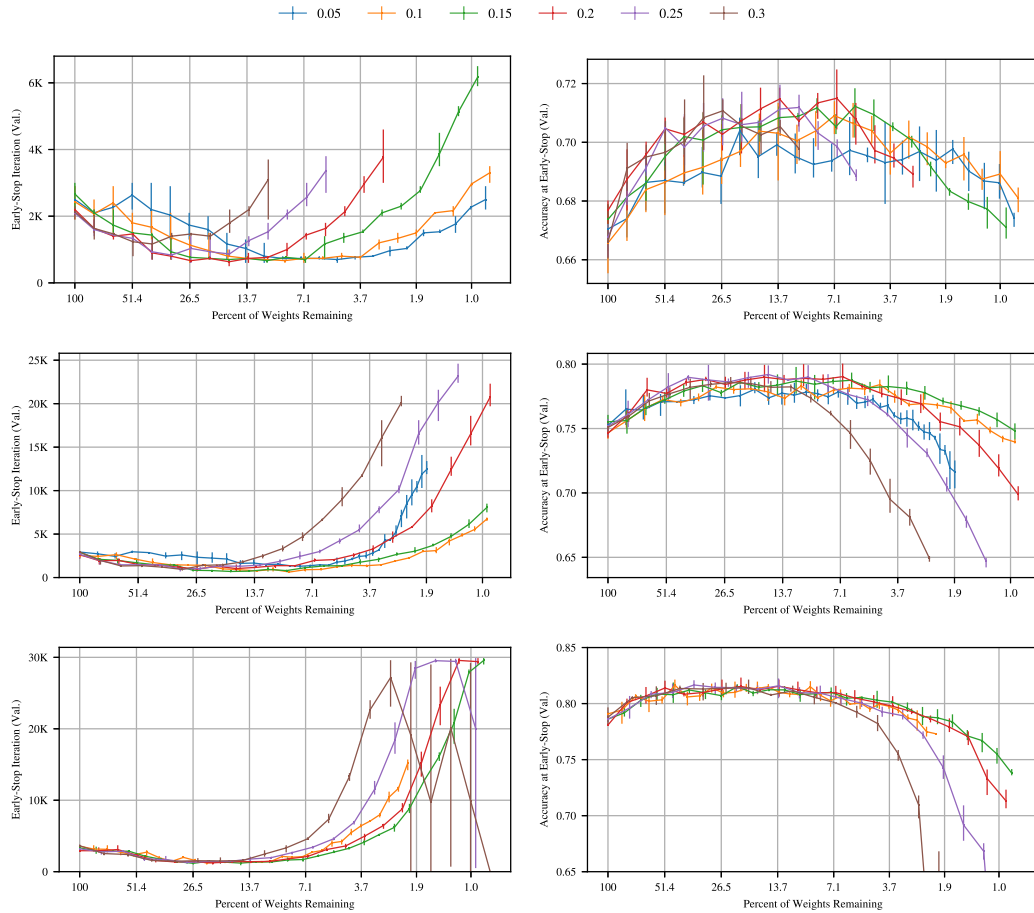 0.05 0.1 0.15 0.2 0.25 0.3
Early-Stop Iteration (Val.)
6K
4K
2K
0
100 51.4 26.5 13.7 7.1 3.7 1.9 1.0
Percent of Weights Remaining
Accuracy at Early-Stop (Val.)
0.72
0.70
0.68
0.66
100 51.4 26.5 13.7 7.1 3.7 1.9 1.0
Percent of Weights Remaining
Early-Stop Iteration (Val.)
25K
20K
15K
10K
5K
0
100 51.4 26.5 13.7 7.1 3.7 1.9 1.0
Percent of Weights Remaining
Accuracy at Early-Stop (Val.)
0.80
0.75
0.70
0.65
100 51.4 26.5 13.7 7.1 3.7 1.9 1.0
Percent of Weights Remaining
Early-Stop Iteration (Val.)
30K
20K
10K
0
100 51.4 26.5 13.7 7.1 3.7 1.9 1.0
Percent of Weights Remaining
Accuracy at Early-Stop (Val.)
0.85
0.80
0.75
0.70
0.65
100 51.4 26.5 13.7 7.1 3.7 1.9 1.0
Percent of Weights Remaining